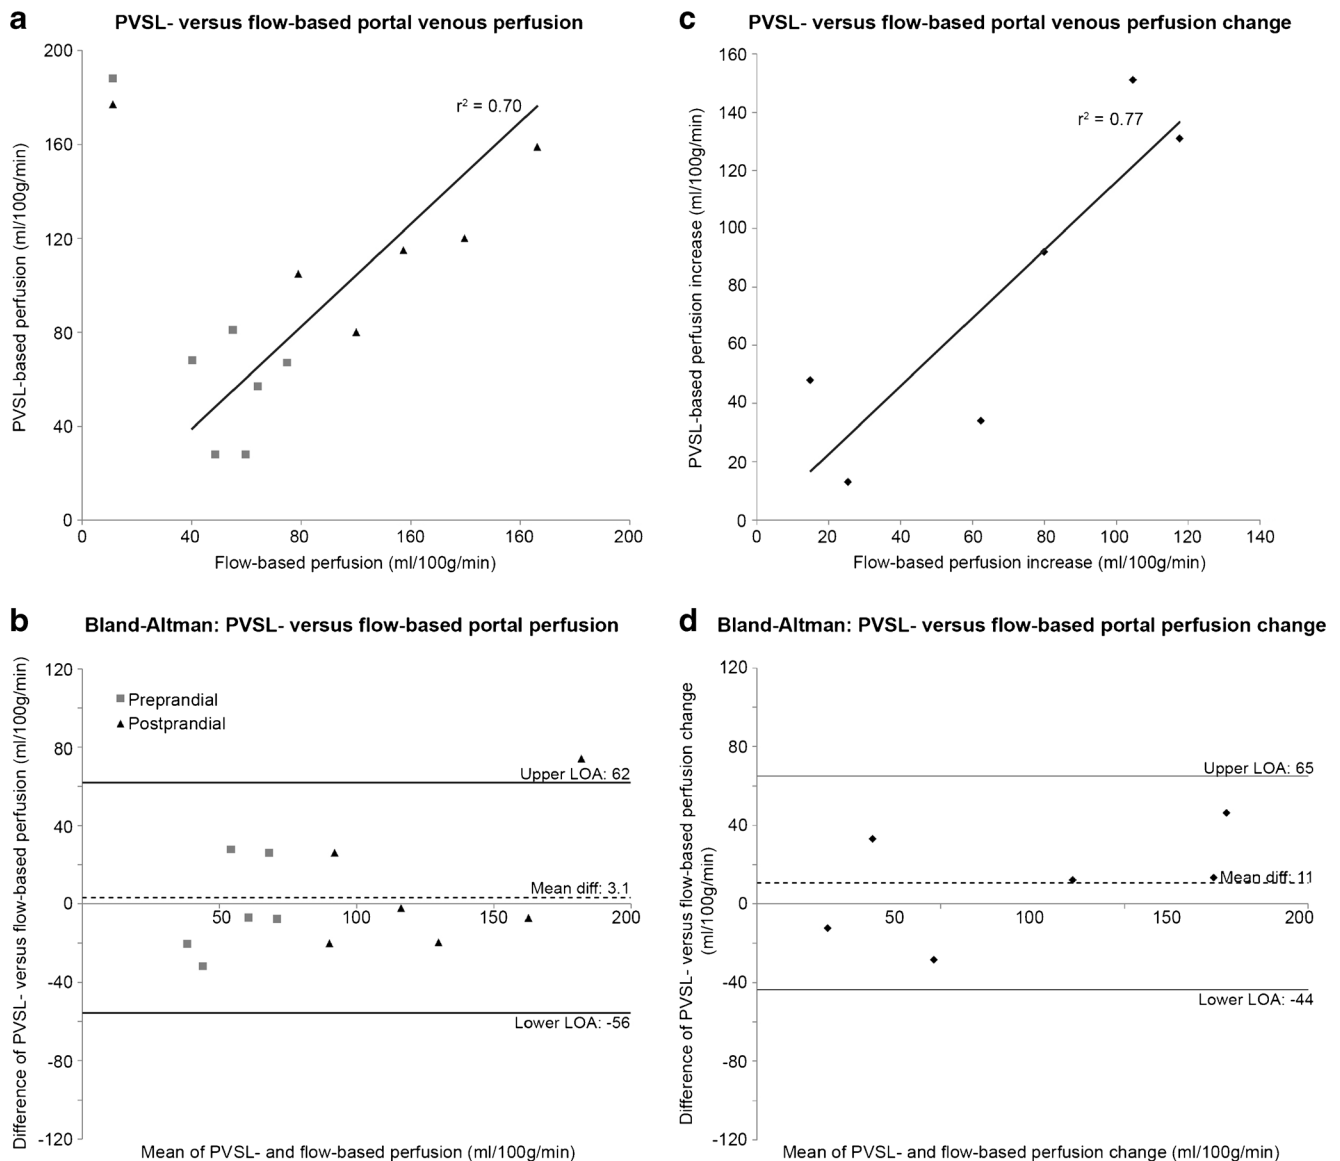 a
PVSL- versus flow-based portal venous perfusion
PVSL-based perfusion (ml/100g/min)
200
160
120
80
40
0
r² = 0.70
0 40 80 160 160 200
Flow-based perfusion (ml/100g/min)
c
PVSL- versus flow-based portal venous perfusion change
PVSL-based perfusion increase (ml/100g/min)
160
140
120
100
80
60
40
20
0
r² = 0.77
0 20 40 60 80 100 120 140
Flow-based perfusion increase (ml/100g/min)
b
Bland-Altman: PVSL- versus flow-based portal perfusion
Difference of PVSL- versus flow-based perfusion (ml/100g/min)
120
80
40
0
-40
-80
-120
Preprandial
Postprandial
Upper LOA: 62
Mean diff: 3.1
50 100 150 200
Lower LOA: -56
Mean of PVSL- and flow-based perfusion (ml/100g/min)
d
Bland-Altman: PVSL- versus flow-based portal perfusion change
Difference of PVSL- versus flow-based perfusion change
(ml/100g/min)
120
80
40
0
-40
-80
-120
Upper LOA: 65
Mean diff: 11
50 100 150 200
Lower LOA: -44
Mean of PVSL- and flow-based perfusion change (ml/100g/min)